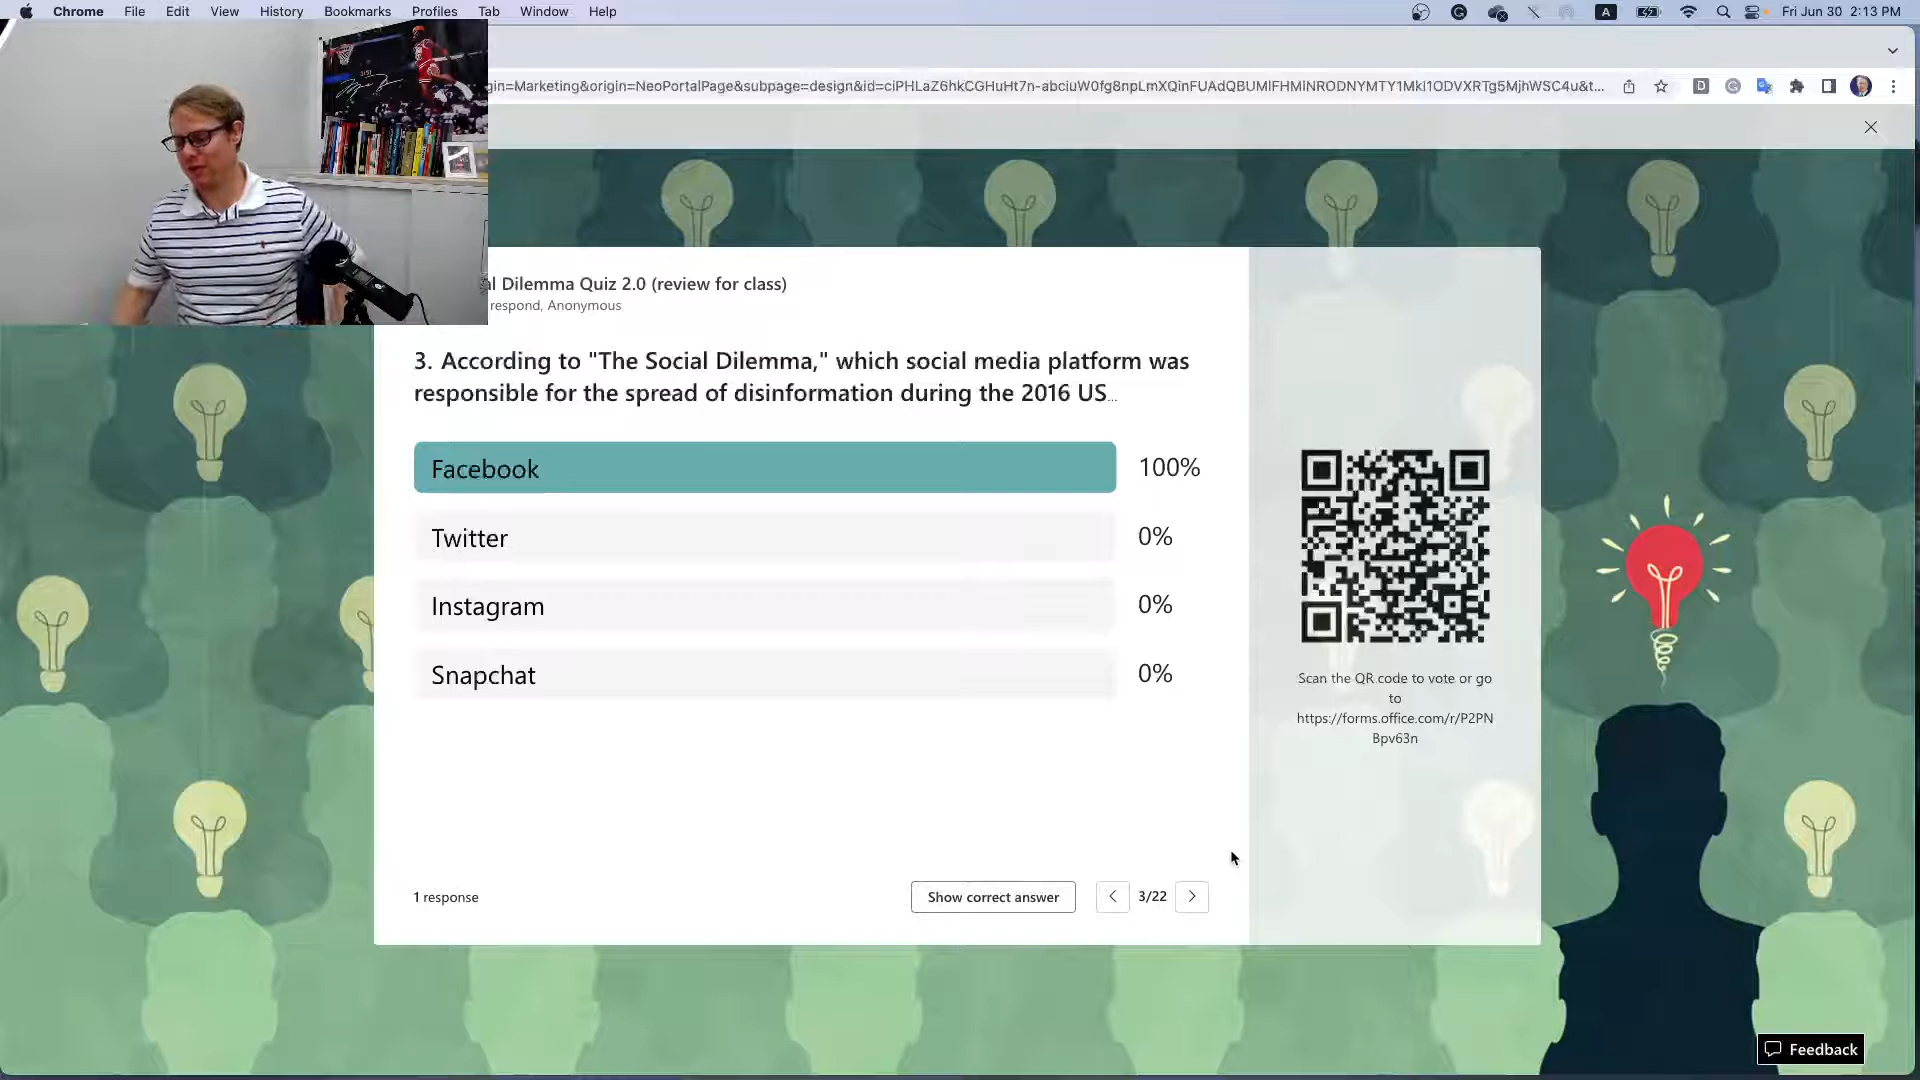 Chrome File Edit View History Bookmarks Profiles Tab Window Help
A
Fri Jun 30 2:13 PM
gin=Marketing&origin=NeoPortalPage&subpage=design&id=ciPHLaZ6hkCGHuHt7n-abciuW0fg8npLmXQinFUAdQBUMlFHMlNRODNYMTY1Mkl1ODVXRTg5MjhWSC4u&t...
al Dilemma Quiz 2.0 (review for class)
respond, Anonymous
3. According to "The Social Dilemma," which social media platform was
responsible for the spread of disinformation during the 2016 US...
Facebook 100%
Twitter 0%
Instagram 0%
Snapchat 0%
Scan the QR code to vote or go
to
https://forms.office.com/r/P2PN
Bpv63n
1 response
Show correct answer
3/22
Feedback